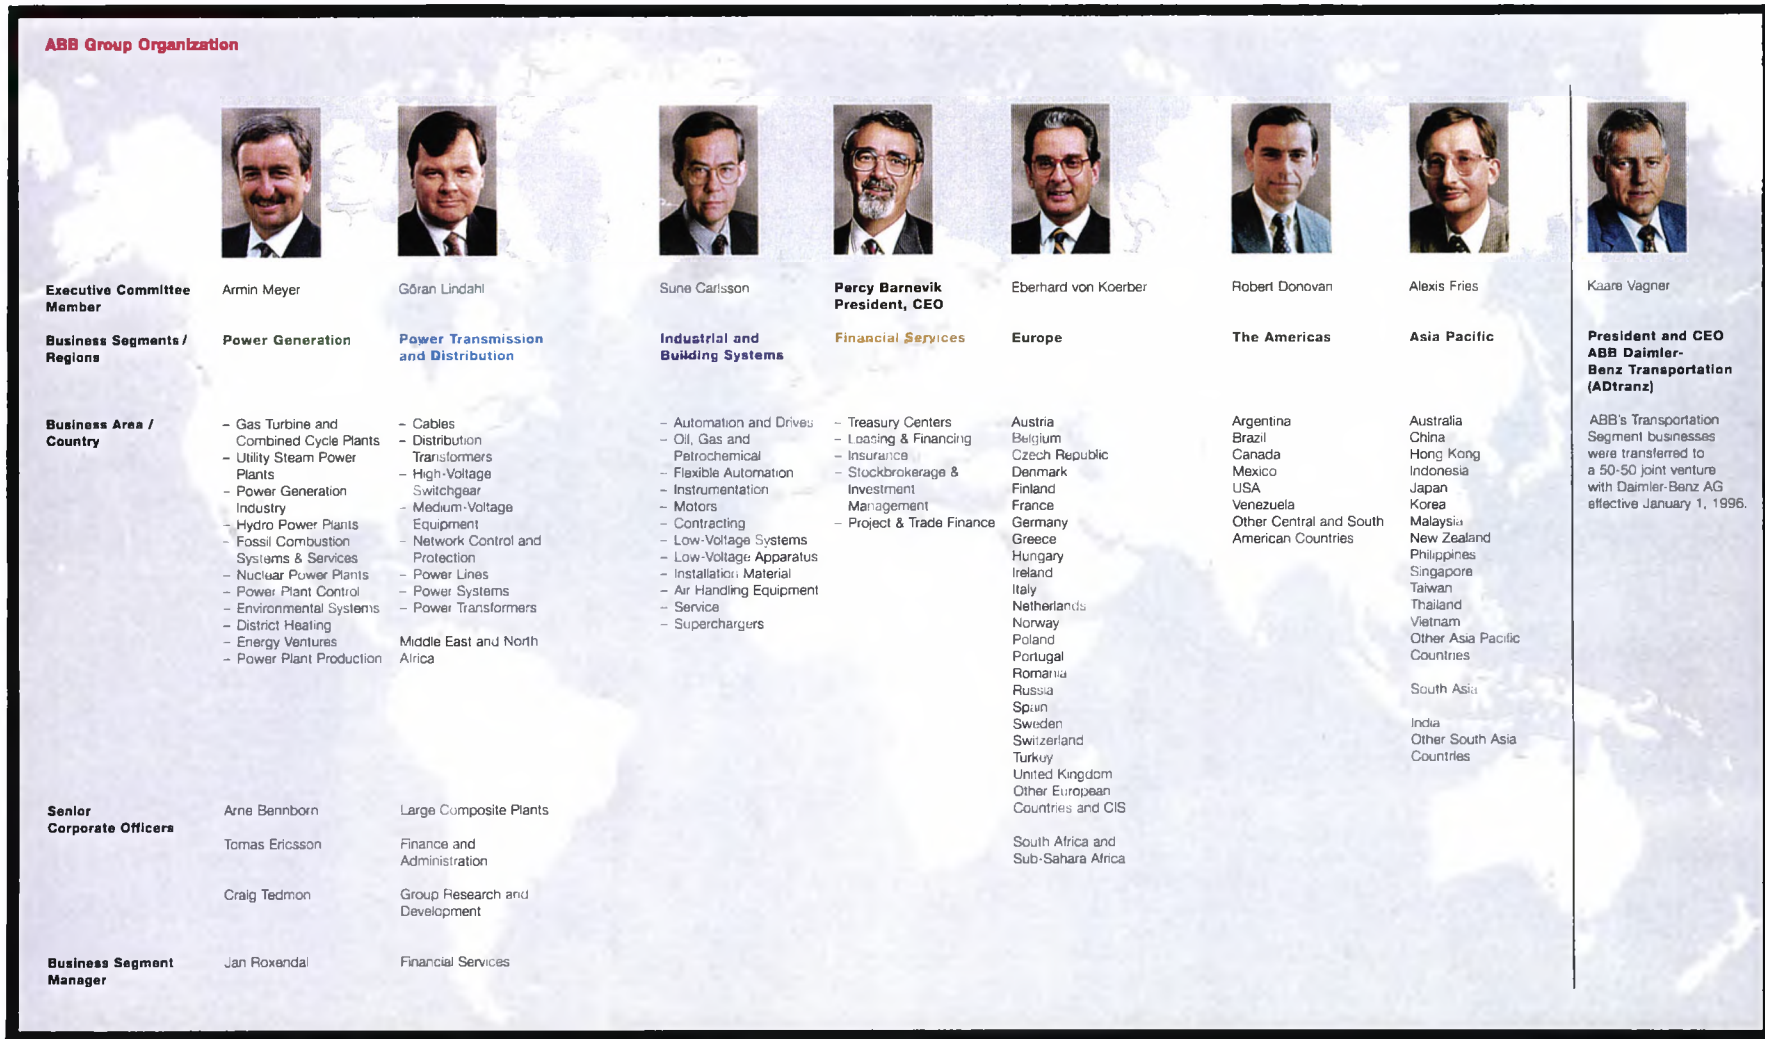 ABB Group Organization
Executive Committee
Member
Armin Meyer
Göran Lindahl
Sune Carlsson
Percy Barnevik
President, CEO
Eberhard von Koerber
Robert Donovan
Alexis Fries
Kaare Vagner
Business Segments /
Regions
Power Generation
Power Transmission
and Distribution
Industrial and
Building Systems
Financial Services
Europe
The Americas
Asia Pacific
President and CEO
ABB Daimler-
Benz Transportation
(ADtranz)
Business Area /
Country
– Gas Turbine and
Combined Cycle Plants
– Utility Steam Power
Plants
– Power Generation
Industry
– Hydro Power Plants
– Fossil Combustion
Systems & Services
– Nuclear Power Plants
– Power Plant Control
– Environmental Systems
– District Heating
– Energy Ventures
– Power Plant Production
– Cables
– Distribution
Transformers
– High-Voltage
Switchgear
– Medium-Voltage
Equipment
– Network Control and
Protection
– Power Lines
– Power Systems
– Power Transformers
Middle East and North
Africa
– Automation and Drives
– Oil, Gas and
Petrochemical
– Flexible Automation
– Instrumentation
– Motors
– Contracting
– Low-Voltage Systems
– Low-Voltage Apparatus
– Installation Material
– Air Handling Equipment
– Service
– Superchargers
– Treasury Centers
– Leasing & Financing
– Insurance
– Stockbrokerage &
Investment
Management
– Project & Trade Finance
Austria
Belgium
Czech Republic
Denmark
Finland
France
Germany
Greece
Hungary
Ireland
Italy
Netherlands
Norway
Poland
Portugal
Romania
Russia
Spain
Sweden
Switzerland
Turkey
United Kingdom
Other European
Countries and CIS
South Africa and
Sub-Sahara Africa
Argentina
Brazil
Canada
Mexico
USA
Venezuela
Other Central and South
American Countries
Australia
China
Hong Kong
Indonesia
Japan
Korea
Malaysia
New Zealand
Philippines
Singapore
Taiwan
Thailand
Vietnam
Other Asia Pacific
Countries
South Asia
India
Other South Asia
Countries
ABB's Transportation
Segment businesses
were transferred to
a 50-50 joint venture
with Daimler-Benz AG
effective January 1, 1996.
Senior
Corporate Officers
Arne Bennborn
Large Composite Plants
Tomas Ericsson
Finance and
Administration
Craig Tedmon
Group Research and
Development
Business Segment
Manager
Jan Roxendal
Financial Services